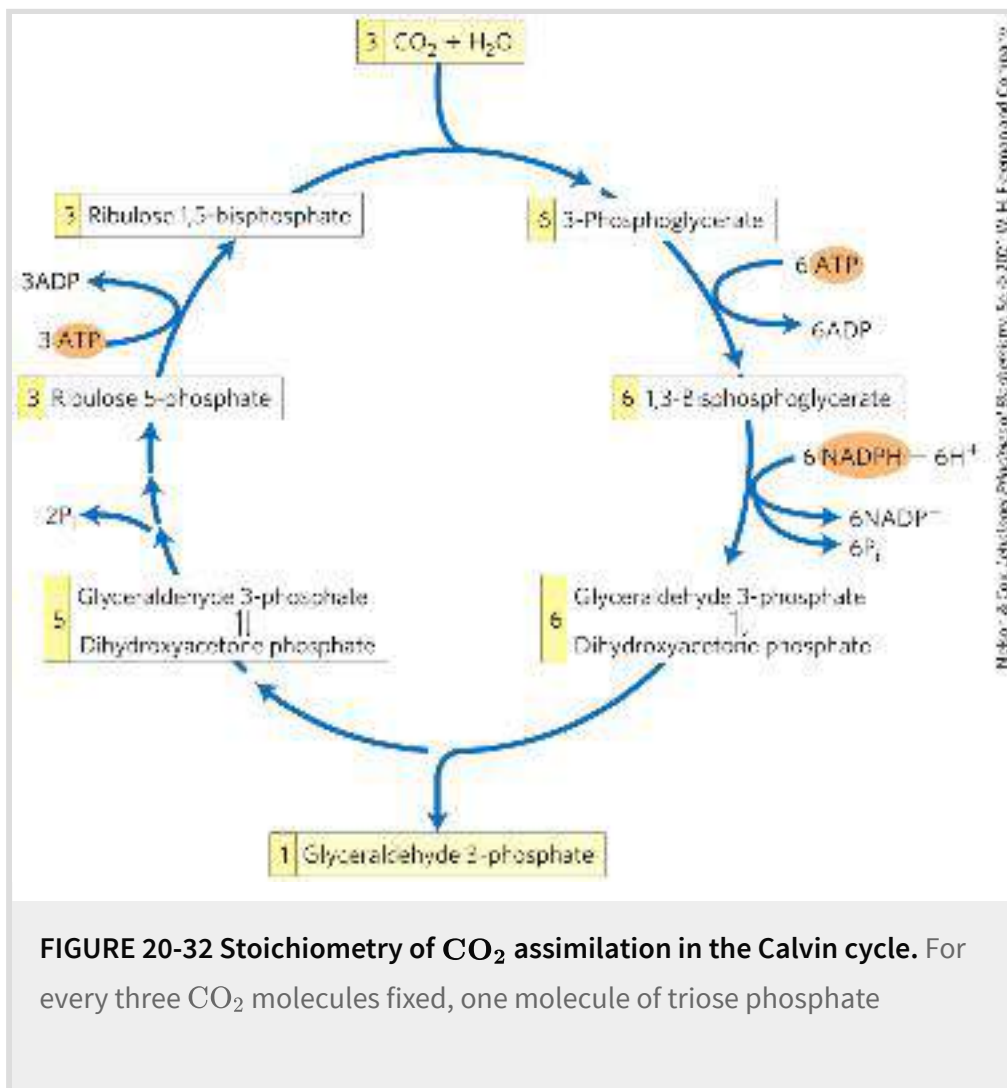 3 CO₂ + H₂O
3 Ribulose 1,5-bisphosphate
6 3-Phosphoglycerate
3ADP
6 ATP
3 ATP
6ADP
3 Ribulose 5-phosphate
6 1,3-Bisphosphoglycerate
6 NADPH + 6H⁺
2Pᵢ
6NADP⁺
6Pᵢ
5 Glyceraldehyde 3-phosphate
Dihydroxyacetone phosphate
6 Glyceraldehyde 3-phosphate
Dihydroxyacetone phosphate
1 Glyceraldehyde 3-phosphate
FIGURE 20-32 Stoichiometry of CO₂ assimilation in the Calvin cycle. For
every three CO₂ molecules fixed, one molecule of triose phosphate